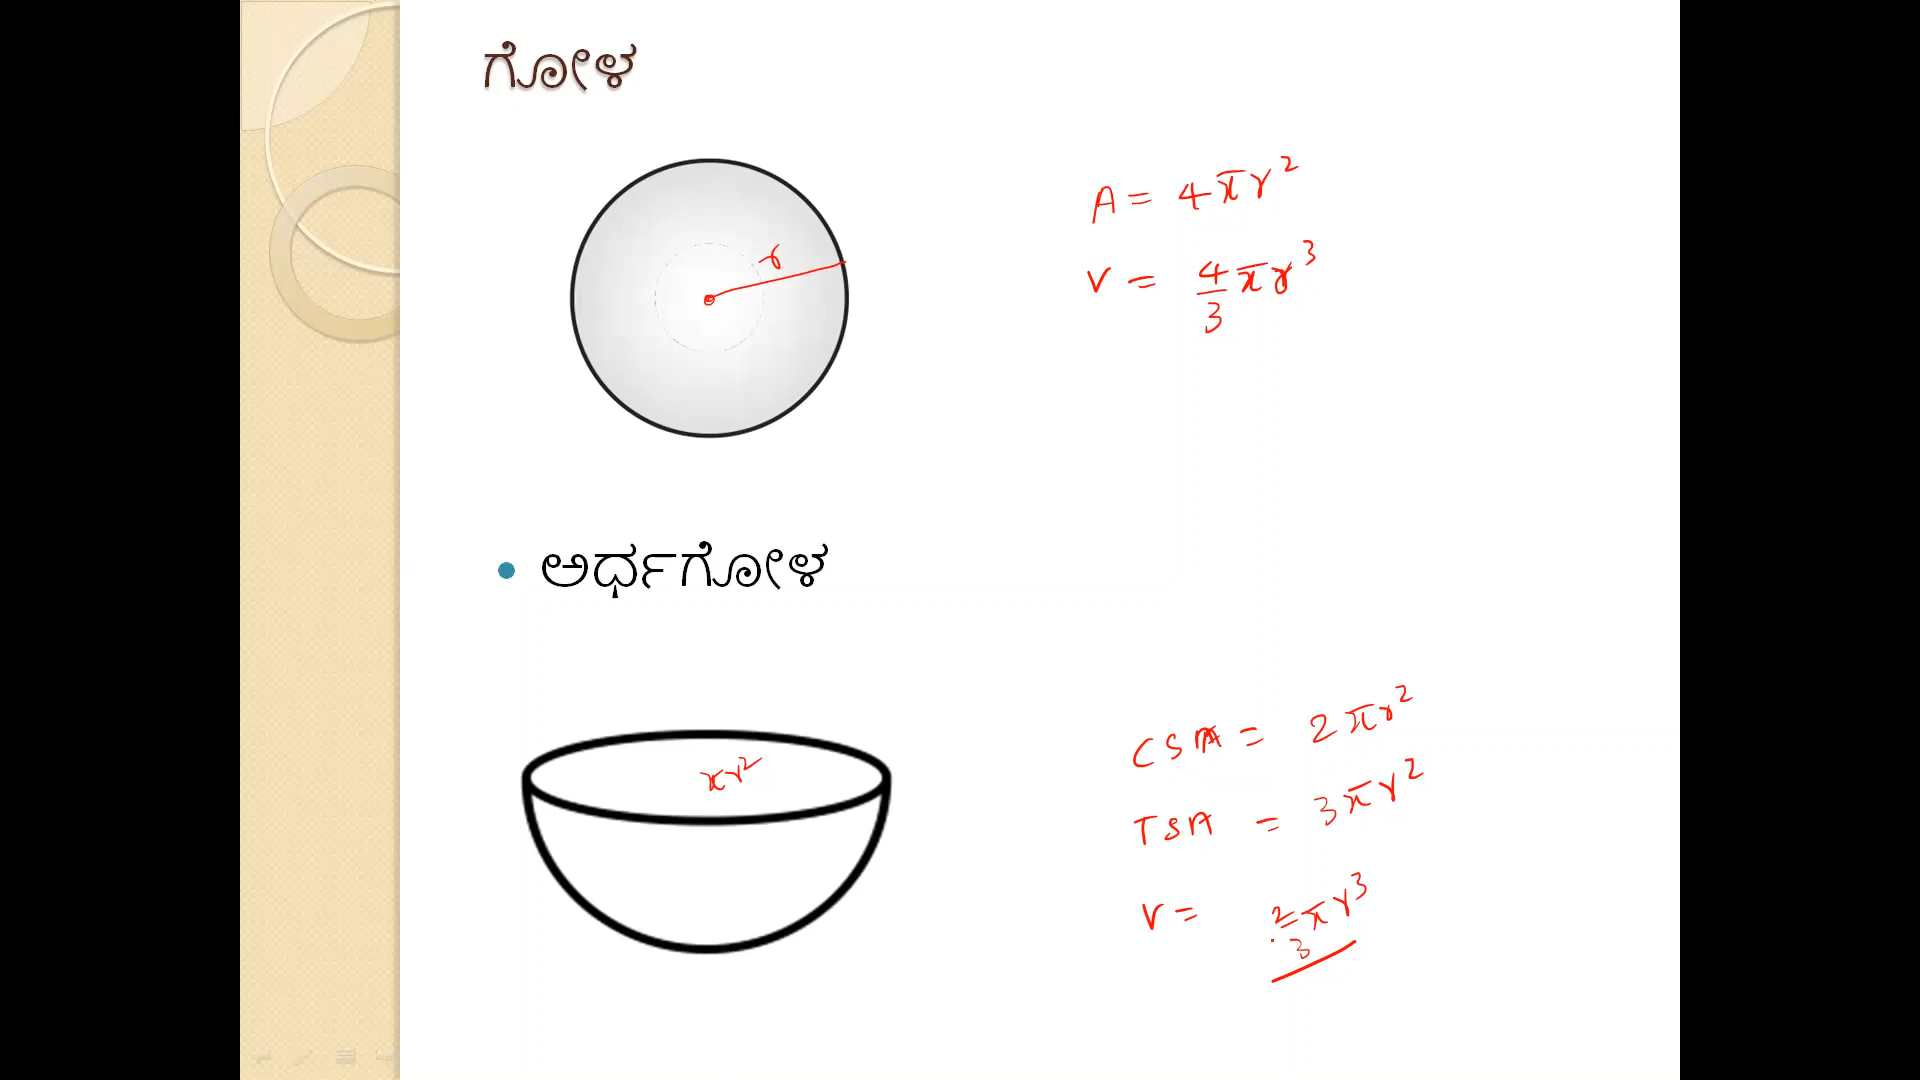 ಗೋಳ
r
A = 4πr²
V = 4/3 πr³
ಅರ್ಧಗೋಳ
πr²
CSA = 2πr²
TSA = 3πr²
V = 2/3 πr³